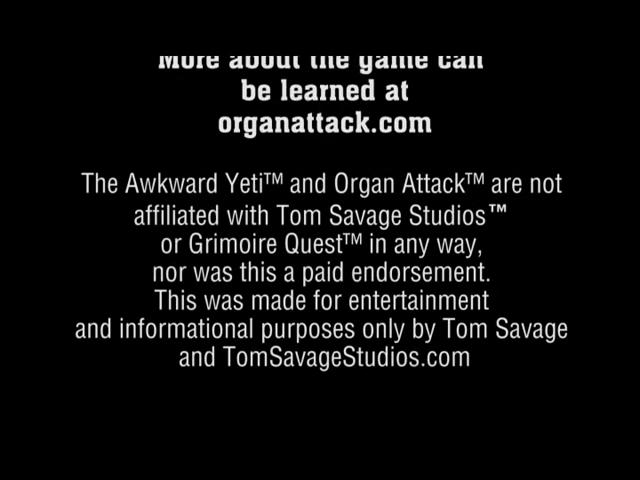 More about the game can
be learned at
organattack.com
The Awkward Yeti™ and Organ Attack™ are not
affiliated with Tom Savage Studios™
or Grimoire Quest™ in any way,
nor was this a paid endorsement.
This was made for entertainment
and informational purposes only by Tom Savage
and TomSavageStudios.com